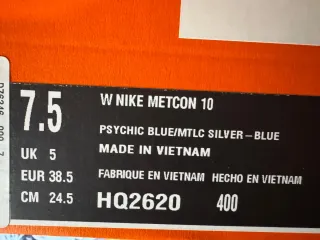 7.5
W NIKE METCON 10
PSYCHIC BLUE/MTLC SILVER–BLUE
UK 5
MADE IN VIETNAM
EUR 38.5
FABRIQUE EN VIETNAM HECHO EN VIETNAM
CM 24.5
HQ2620 400